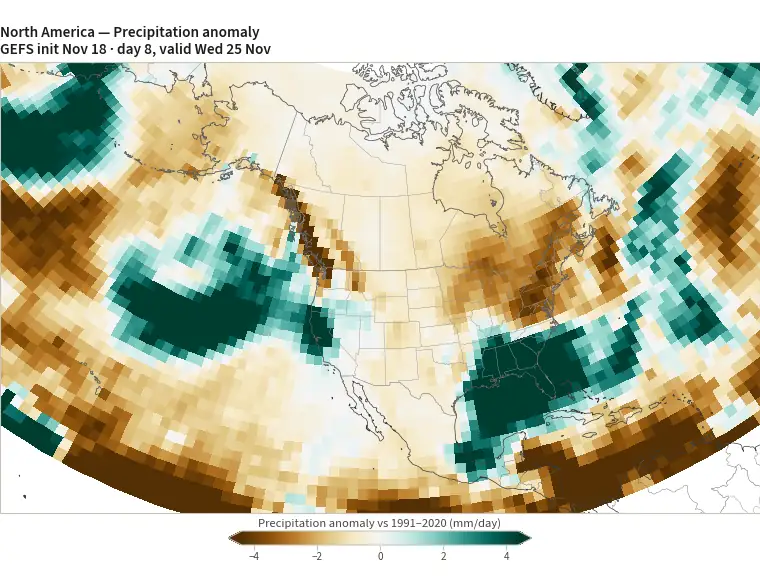 North America — Precipitation anomaly
GEFS init Nov 18 · day 8, valid Wed 25 Nov
Precipitation anomaly vs 1991–2020 (mm/day)
−4 −2 0 2 4